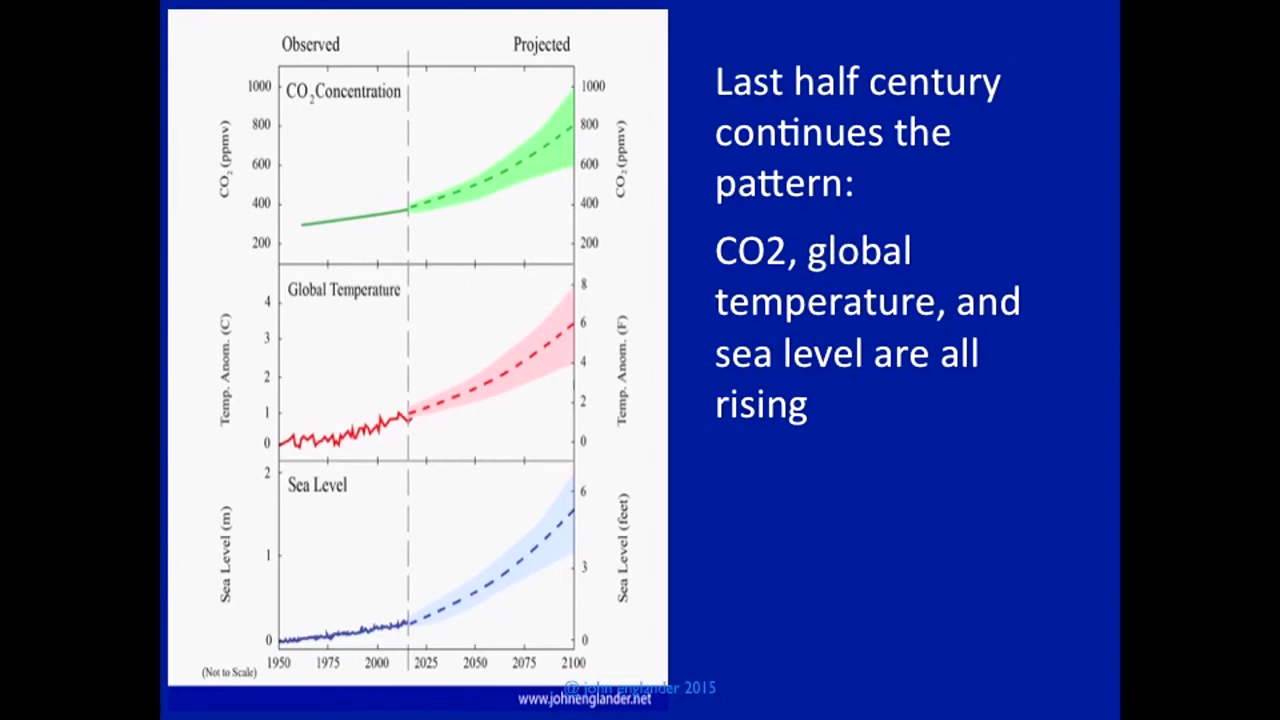 Observed Projected
CO2 Concentration
1000 1000
800 800
600 600
400 400
200 200
CO2 (ppmv) CO2 (ppmv)
Global Temperature
8
4
3 6
2 4
1 2
0 0
Temp. Anom. (C) Temp. Anom. (F)
Sea Level
2
6
1
3
0 0
Sea Level (m) Sea Level (feet)
1950 1975 2000 2025 2050 2075 2100
(Not to Scale)
Last half century
continues the
pattern:
CO2, global
temperature, and
sea level are all
rising
@ john englander 2015
www.johnenglander.net